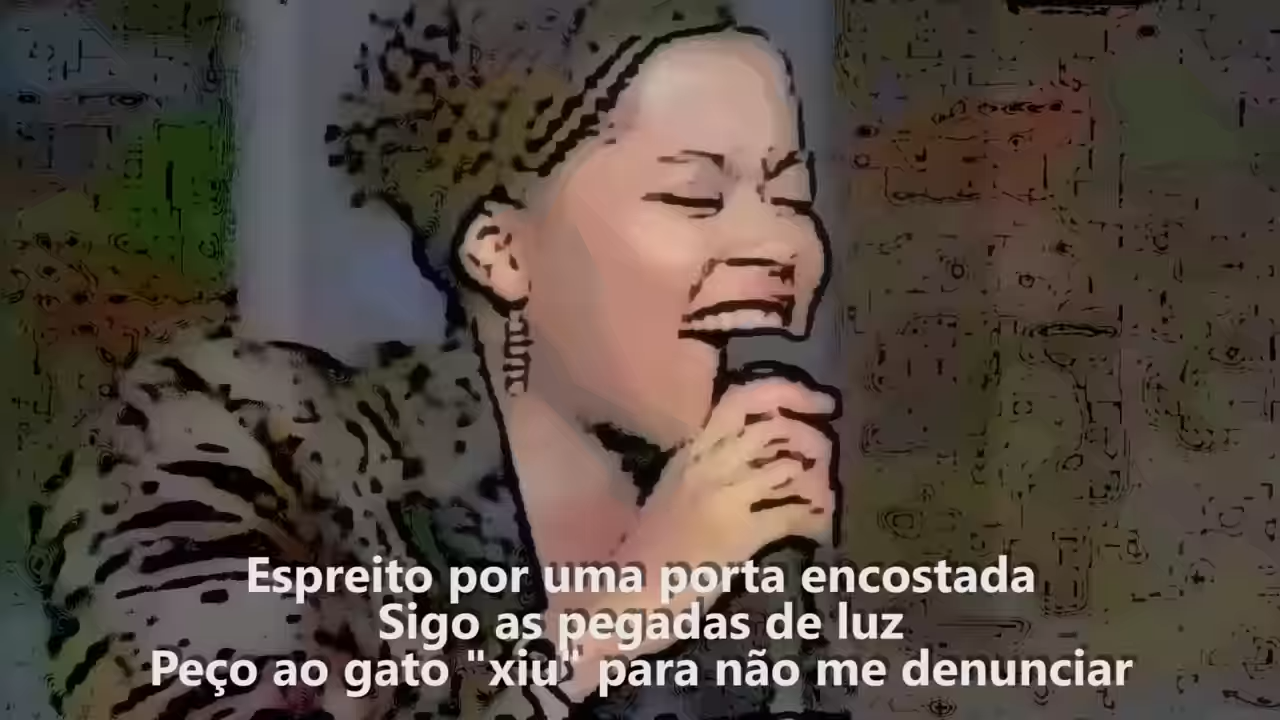 Espreito por uma porta encostada
Sigo as pegadas de luz
Peço ao gato "xiu" para não me denunciar